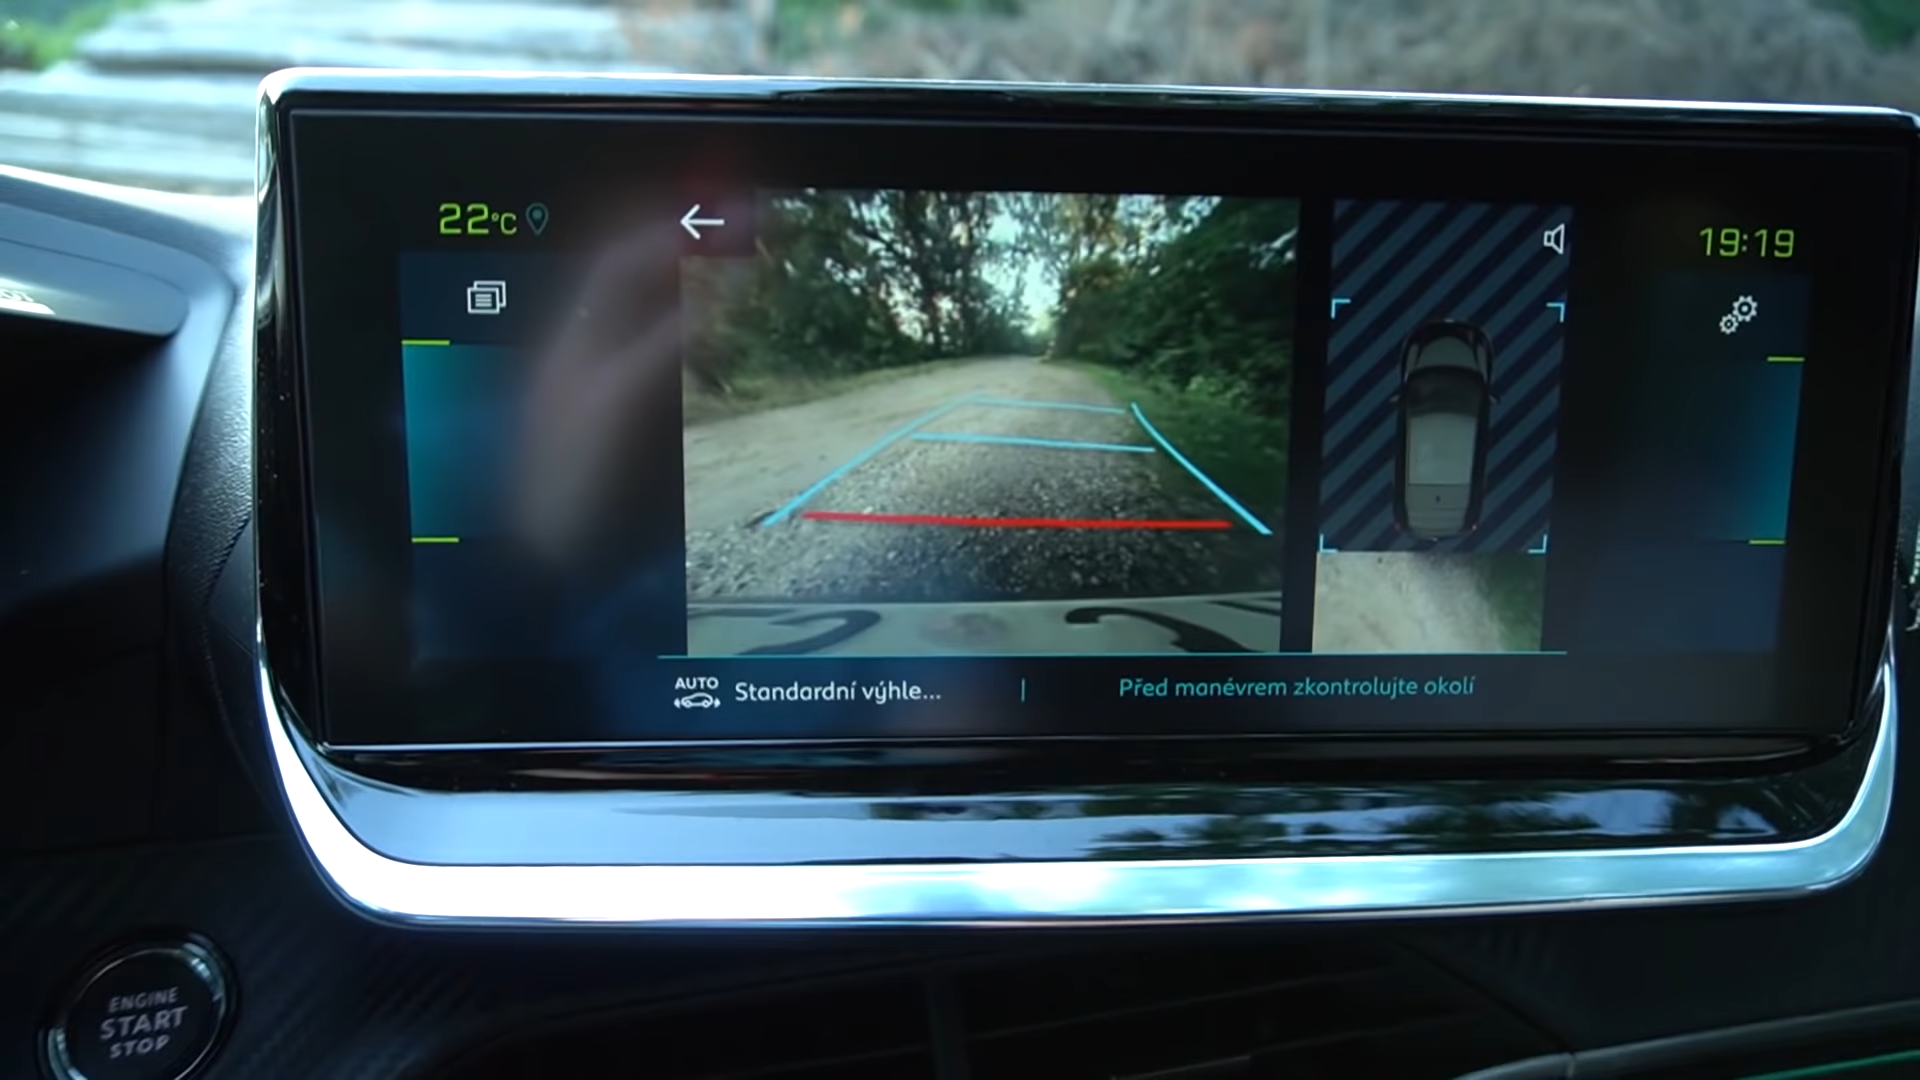 22°C
19:19
AUTO
Standardní výhle...
Před manévrem zkontrolujte okolí
ENGINE
START
STOP